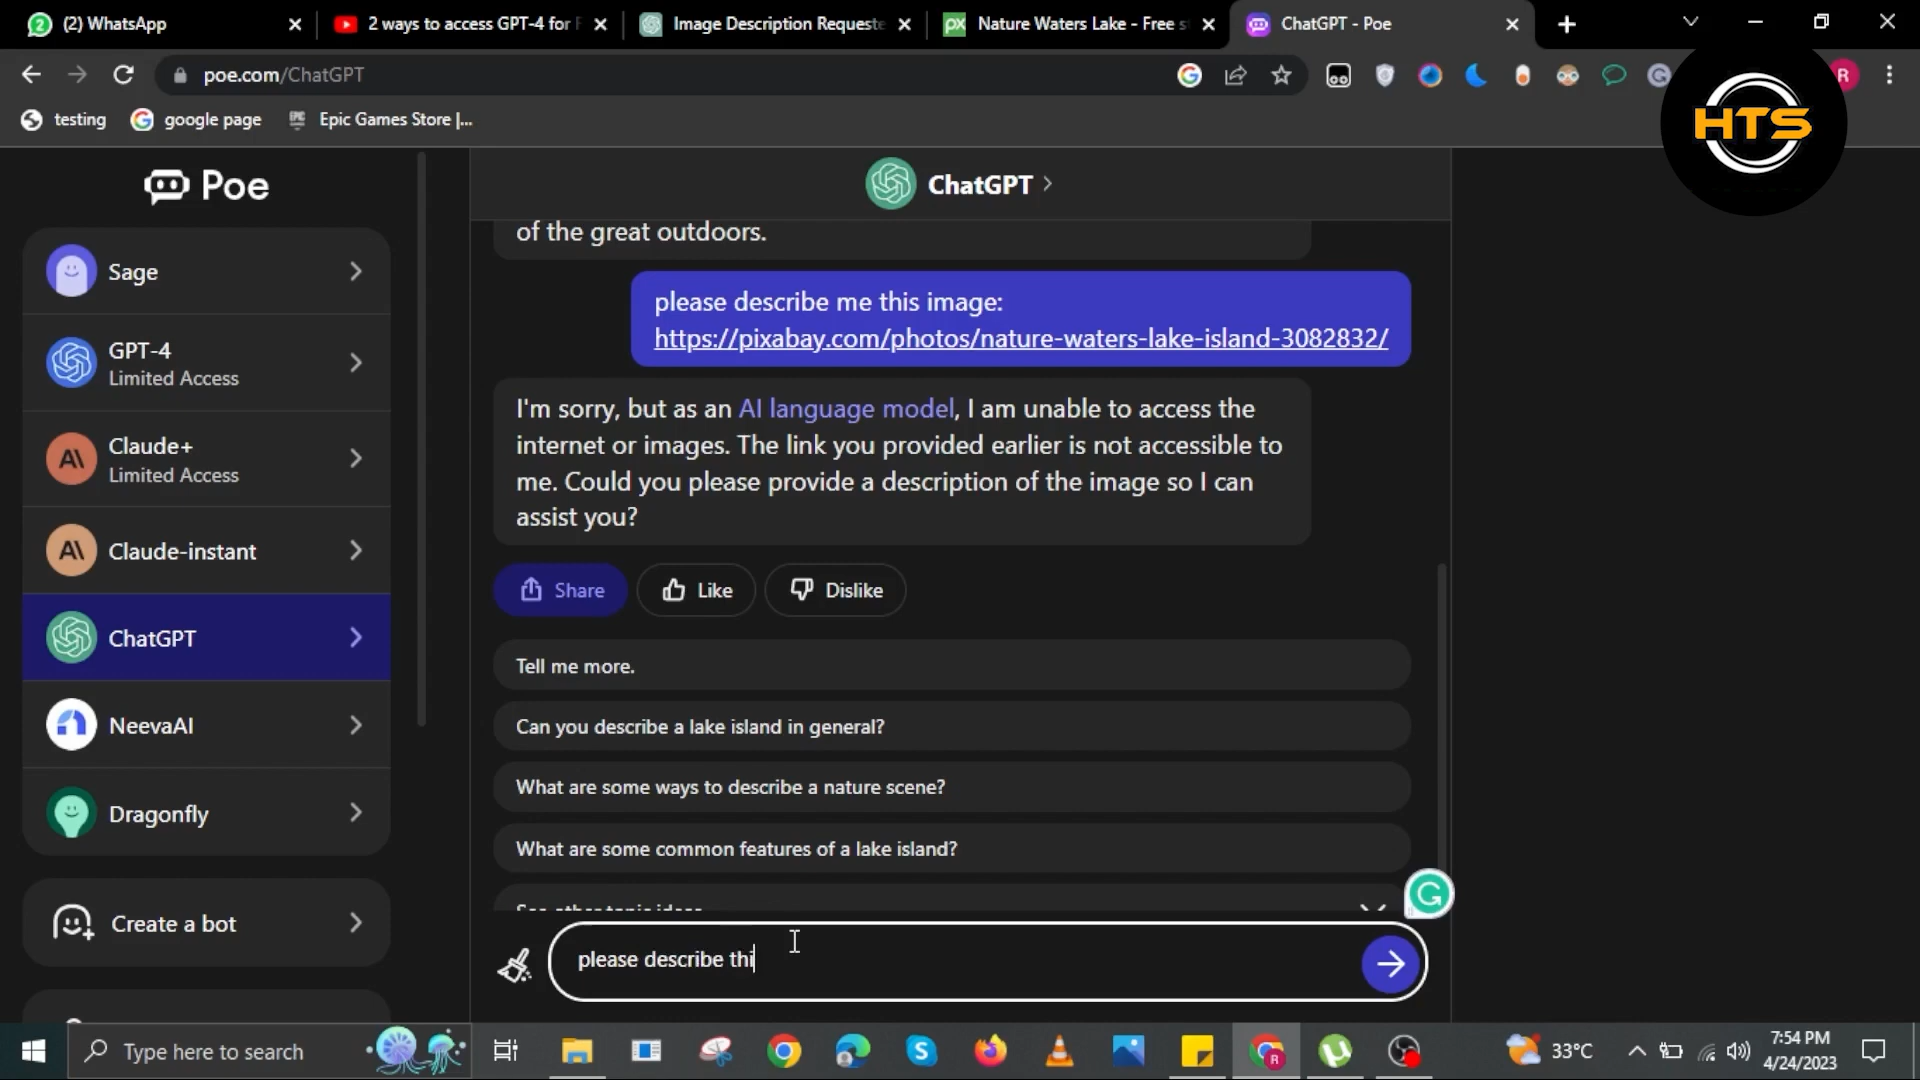 (2) WhatsApp
2 ways to access GPT-4 for F
Image Description Requeste
px Nature Waters Lake - Free s
ChatGPT - Poe
poe.com/ChatGPT
R
testing
google page
Epic Games Store |...
HTS
Poe
ChatGPT
Sage
GPT-4
Limited Access
Claude+
Limited Access
Claude-instant
ChatGPT
NeevaAI
Dragonfly
Create a bot
of the great outdoors.
please describe me this image:
https://pixabay.com/photos/nature-waters-lake-island-3082832/
I'm sorry, but as an AI language model, I am unable to access the
internet or images. The link you provided earlier is not accessible to
me. Could you please provide a description of the image so I can
assist you?
Share
Like
Dislike
Tell me more.
Can you describe a lake island in general?
What are some ways to describe a nature scene?
What are some common features of a lake island?
See other topic ideas
please describe thi
Type here to search
33°C
7:54 PM
4/24/2023